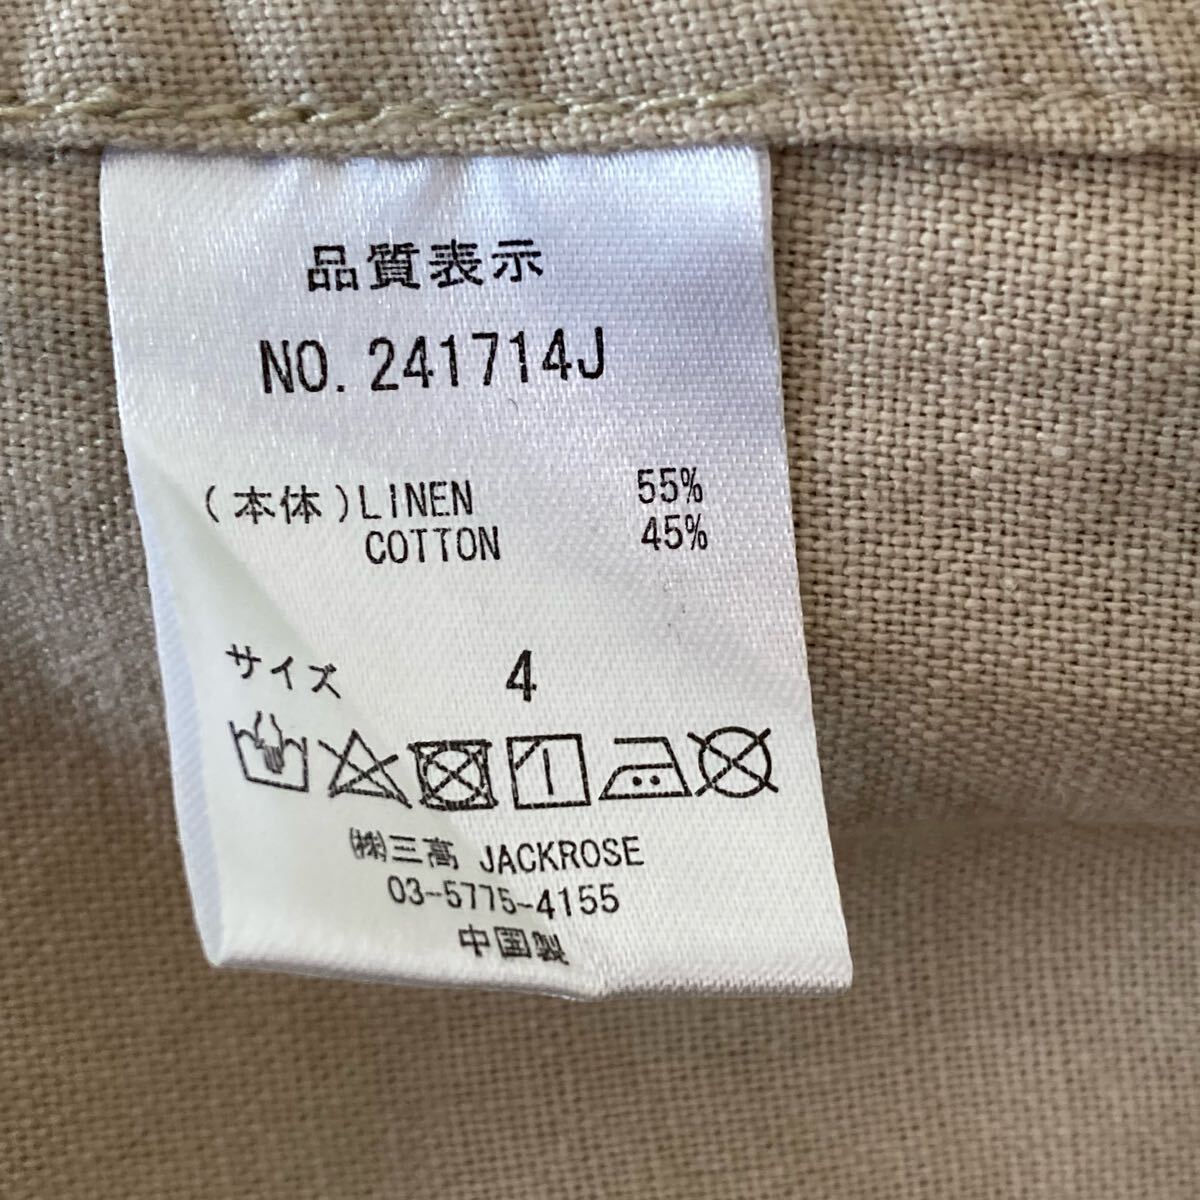 品質表示
NO. 241714J
(本体)LINEN 55%
COTTON 45%
サイズ 4
㈱三高 JACKROSE
03-5775-4155
中国製